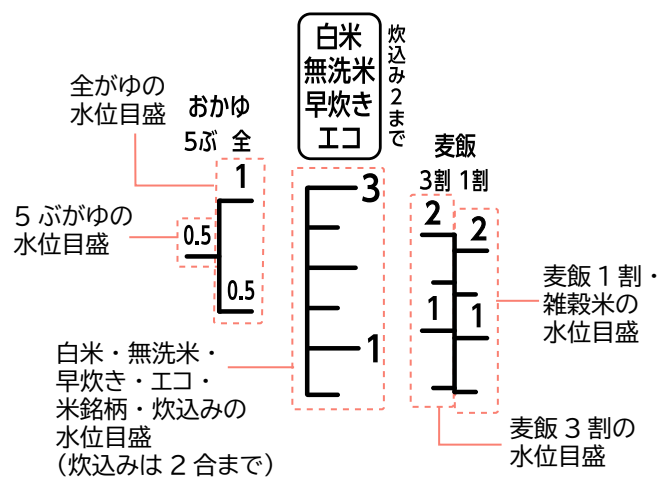 白米
無洗米
早炊き
エコ
炊込み2まで
全がゆの
水位目盛
おかゆ
5ぶ 全
1
0.5
0.5
5ぶがゆの
水位目盛
3
1
白米・無洗米・
早炊き・エコ・
米銘柄・炊込みの
水位目盛
(炊込みは2合まで)
麦飯
3割 1割
2 2
1 1
麦飯1割・
雑穀米の
水位目盛
麦飯3割の
水位目盛